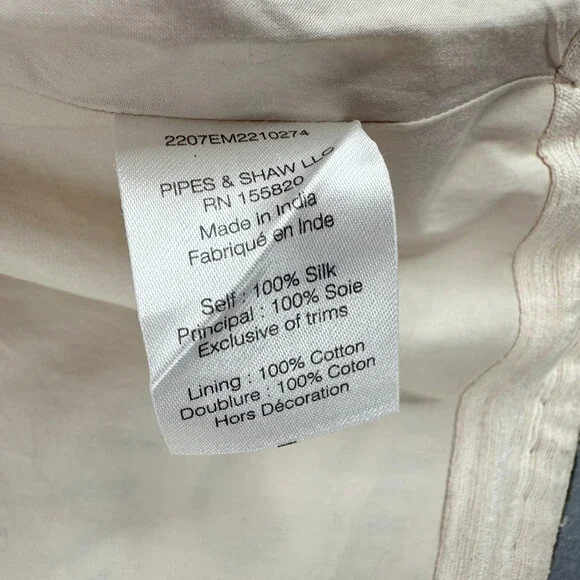 2207EM2210274
PIPES & SHAW LLC
RN 155820
Made in India
Fabriqué en Inde
Self : 100% Silk
Principal : 100% Soie
Exclusive of trims
Lining : 100% Cotton
Doublure : 100% Coton
Hors Décoration